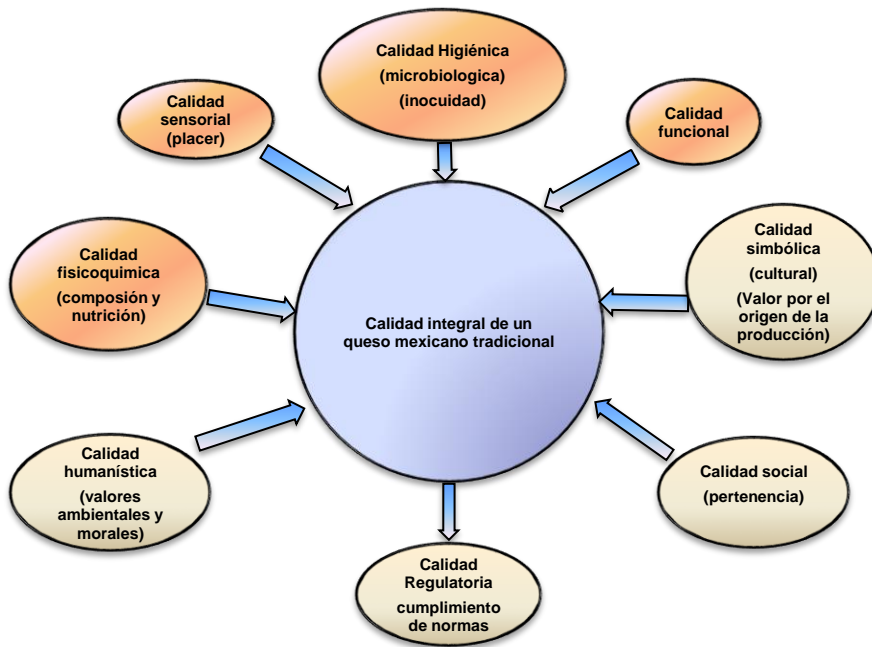 Calidad Higiénica
(microbiologica)
(inocuidad)
Calidad
sensorial
(placer)
Calidad
funcional
Calidad
fisicoquimica
(composión y
nutrición)
Calidad
simbólica
(cultural)
(Valor por el
origen de la
producción)
Calidad integral de un
queso mexicano tradicional
Calidad
humanística
(valores
ambientales y
morales)
Calidad social
(pertenencia)
Calidad
Regulatoria
cumplimiento
de normas